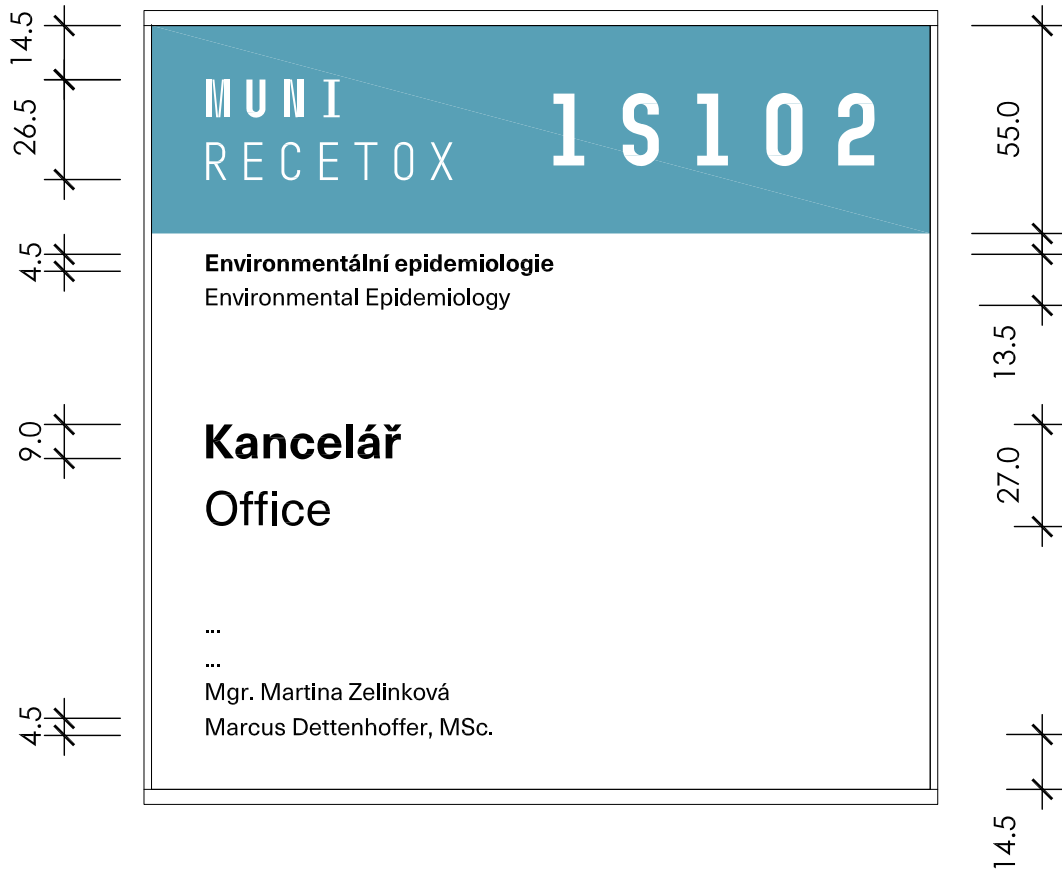 14.5
26.5
4.5
9.0
4.5
MUNI
RECETOX
1S102
Environmentální epidemiologie
Environmental Epidemiology
Kancelář
Office
...
...
Mgr. Martina Zelinková
Marcus Dettenhoffer, MSc.
55.0
13.5
27.0
14.5